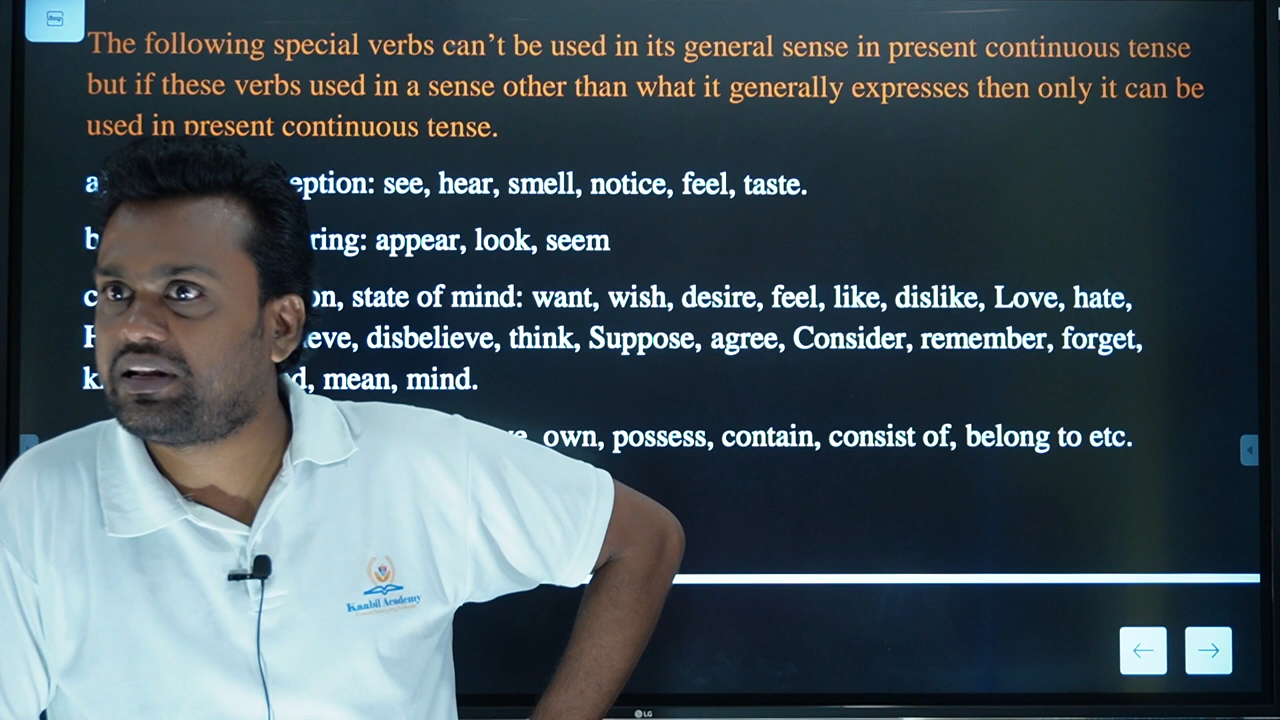 The following special verbs can’t be used in its general sense in present continuous tense
but if these verbs used in a sense other than what it generally expresses then only it can be
used in present continuous tense.
see, hear, smell, notice, feel, taste.
appear, look, seem
state of mind: want, wish, desire, feel, like, dislike, Love, hate,
disbelieve, think, Suppose, agree, Consider, remember, forget,
mean, mind.
own, possess, contain, consist of, belong to etc.
Kaabil Academy
LG